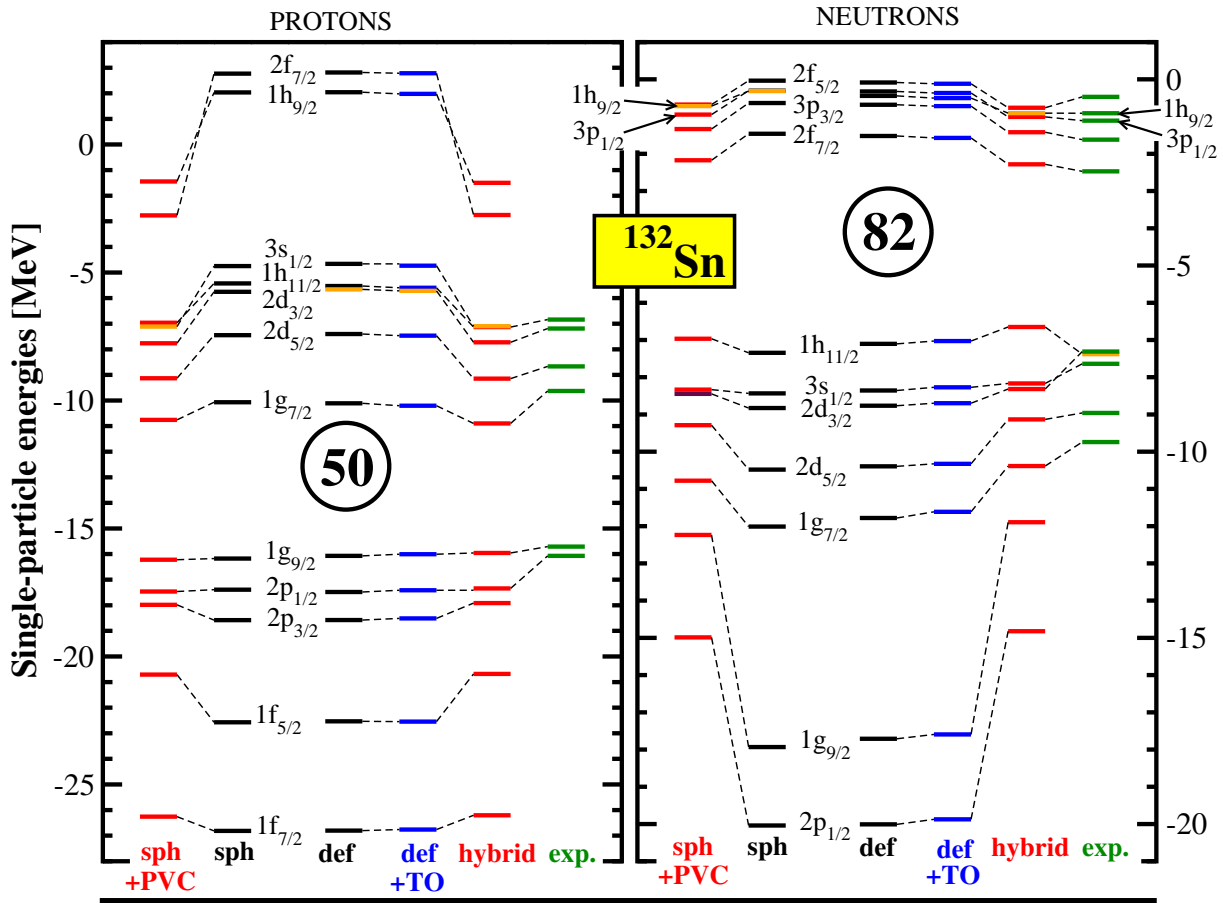 PROTONS
NEUTRONS
Single-particle energies [MeV]
0
-5
-10
-15
-20
-25
2f7/2
1h9/2
3s1/2
1h11/2
2d3/2
2d5/2
1g7/2
50
1g9/2
2p1/2
2p3/2
1f5/2
1f7/2
sph
+PVC
sph
def
def
+TO
hybrid
exp.
132Sn
1h9/2
3p1/2
2f5/2
3p3/2
2f7/2
1h9/2
3p1/2
82
1h11/2
3s1/2
2d3/2
2d5/2
1g7/2
1g9/2
2p1/2
0
-5
-10
-15
-20
sph
+PVC
sph
def
def
+TO
hybrid
exp.